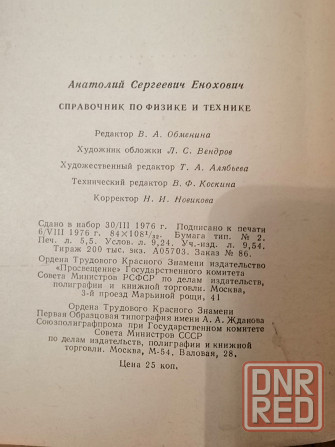 Анатолий Сергеевич Енохович
СПРАВОЧНИК ПО ФИЗИКЕ И ТЕХНИКЕ
Редактор В. А. Обменина
Художник обложки Л. С. Вендров
Художественный редактор Т. А. Алябьева
Технический редактор В. Ф. Коскина
Корректор Н. И. Новикова
Сдано в набор 30/III 1976 г. Подписано к печати
6/VIII 1976 г. 84×108¹/₃₂. Бумага тип. № 2.
Печ. л. 5,5. Услов. л. 9,24. Уч.-изд. л. 9,54.
Тираж 200 тыс. экз. А05703. Заказ № 86.
Ордена Трудового Красного Знамени издательство
«Просвещение» Государственного комитета
Совета Министров РСФСР по делам издательств,
полиграфии и книжной торговли. Москва,
3-й проезд Марьиной рощи, 41
Ордена Трудового Красного Знамени
Первая Образцовая типография имени А. А. Жданова
Союзполиграфпрома при Государственном комитете
Совета Министров СССР
по делам издательств, полиграфии и книжной
торговли. Москва, М-54, Валовая, 28.
Цена 25 коп.
DNR
RED